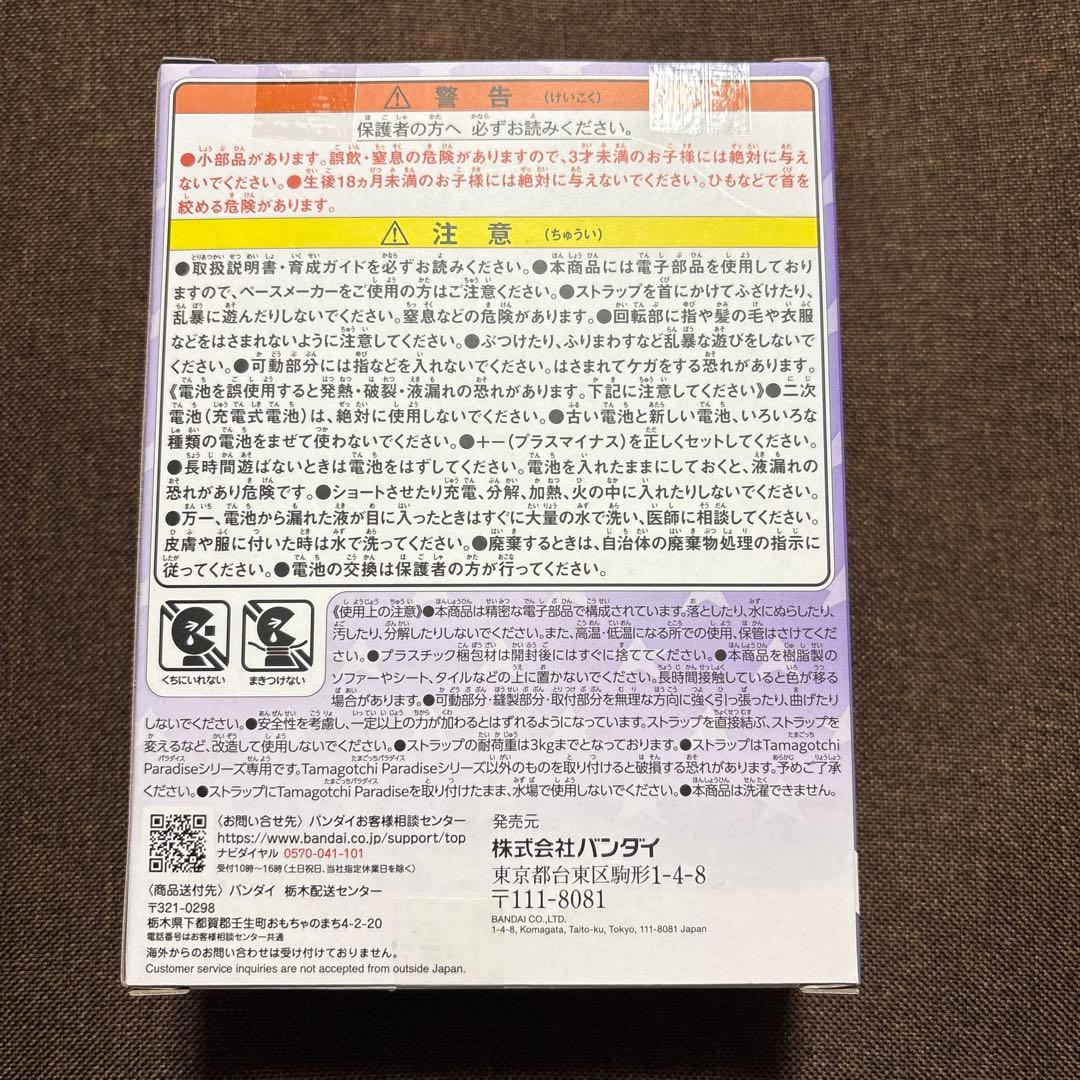 ⚠ 警告 (けいこく)
保護者の方へ 必ずお読みください。
●小部品があります。誤飲・窒息の危険がありますので、3才未満のお子様には絶対に与え
ないでください。●生後18ヵ月未満のお子様には絶対に与えないでください。ひもなどで首を
絞める危険があります。
⚠ 注意 (ちゅうい)
●取扱説明書・育成ガイドを必ずお読みください。●本商品には電子部品を使用しており
ますので、ペースメーカーをご使用の方はご注意ください。●ストラップを首にかけてふざけたり、
乱暴に遊んだりしないでください。窒息などの危険があります。●回転部に指や髪の毛や衣服
などをはさまれないように注意してください。●ぶつけたり、ふりまわすなど乱暴な遊びをしないで
ください。●可動部分には指などを入れないでください。はさまれてケガをする恐れがあります。
《電池を誤使用すると発熱・破裂・液漏れの恐れがあります。下記に注意してください》●二次
電池(充電式電池)は、絶対に使用しないでください。●古い電池と新しい電池、いろいろな
種類の電池をまぜて使わないでください。●+-(プラスマイナス)を正しくセットしてください。
●長時間遊ばないときは電池をはずしてください。電池を入れたままにしておくと、液漏れの
恐れがあり危険です。●ショートさせたり充電、分解、加熱、火の中に入れたりしないでください。
●万一、電池から漏れた液が目に入ったときはすぐに大量の水で洗い、医師に相談してください。
皮膚や服に付いた時は水で洗ってください。●廃棄するときは、自治体の廃棄物処理の指示に
従ってください。●電池の交換は保護者の方が行ってください。
くちにいれない
まきつけない
《使用上の注意》●本商品は精密な電子部品で構成されています。落としたり、水にぬらしたり、
汚したり、分解したりしないでください。また、高温・低温になる所での使用、保管はさけてくださ
い。●プラスチック梱包材は開封後にはすぐに捨ててください。●本商品を樹脂製の
ソファーやシート、タイルなどの上に置かないでください。長時間接触していると色が移る
場合があります。●可動部分・縫製部分・取付部分を無理な方向に強く引っ張ったり、曲げたり
しないでください。●安全性を考慮し、一定以上の力が加わるとはずれるようになっています。ストラップを直接結ぶ、ストラップを
変えるなど、改造して使用しないでください。●ストラップの耐荷重は3kgまでとなっております。●ストラップはTamagotchi
Paradiseシリーズ専用です。Tamagotchi Paradiseシリーズ以外のものを取り付けると破損する恐れがあります。予めご了承
ください。●ストラップにTamagotchi Paradiseを取り付けたまま、水場で使用しないでください。●本商品は洗濯できません。
〈お問い合せ先〉バンダイお客様相談センター
https://www.bandai.co.jp/support/top
ナビダイヤル 0570-041-101
受付10時〜16時(土日祝日、当社指定休業日を除く)
〈商品送付先〉バンダイ 栃木配送センター
〒321-0298
栃木県下都賀郡壬生町おもちゃのまち4-2-20
電話番号はお客様相談センター共通
海外からのお問い合わせは受け付けておりません。
Customer service inquiries are not accepted from outside Japan.
発売元
株式会社バンダイ
東京都台東区駒形1-4-8
〒111-8081
BANDAI CO.,LTD.
1-4-8, Komagata, Taito-ku, Tokyo, 111-8081 Japan